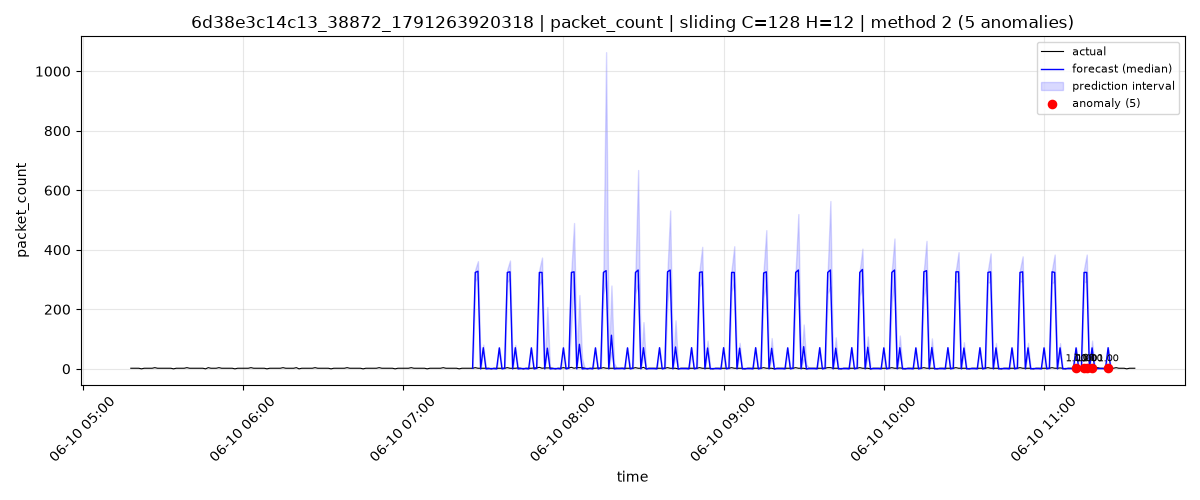 6d38e3c14c13_38872_1791263920318 | packet_count | sliding C=128 H=12 | method 2 (5 anomalies)
actual
forecast (median)
prediction interval
anomaly (5)
packet_count
1000
800
600
400
200
0
06-10 05:00
06-10 06:00
06-10 07:00
06-10 08:00
06-10 09:00
06-10 10:00
06-10 11:00
time